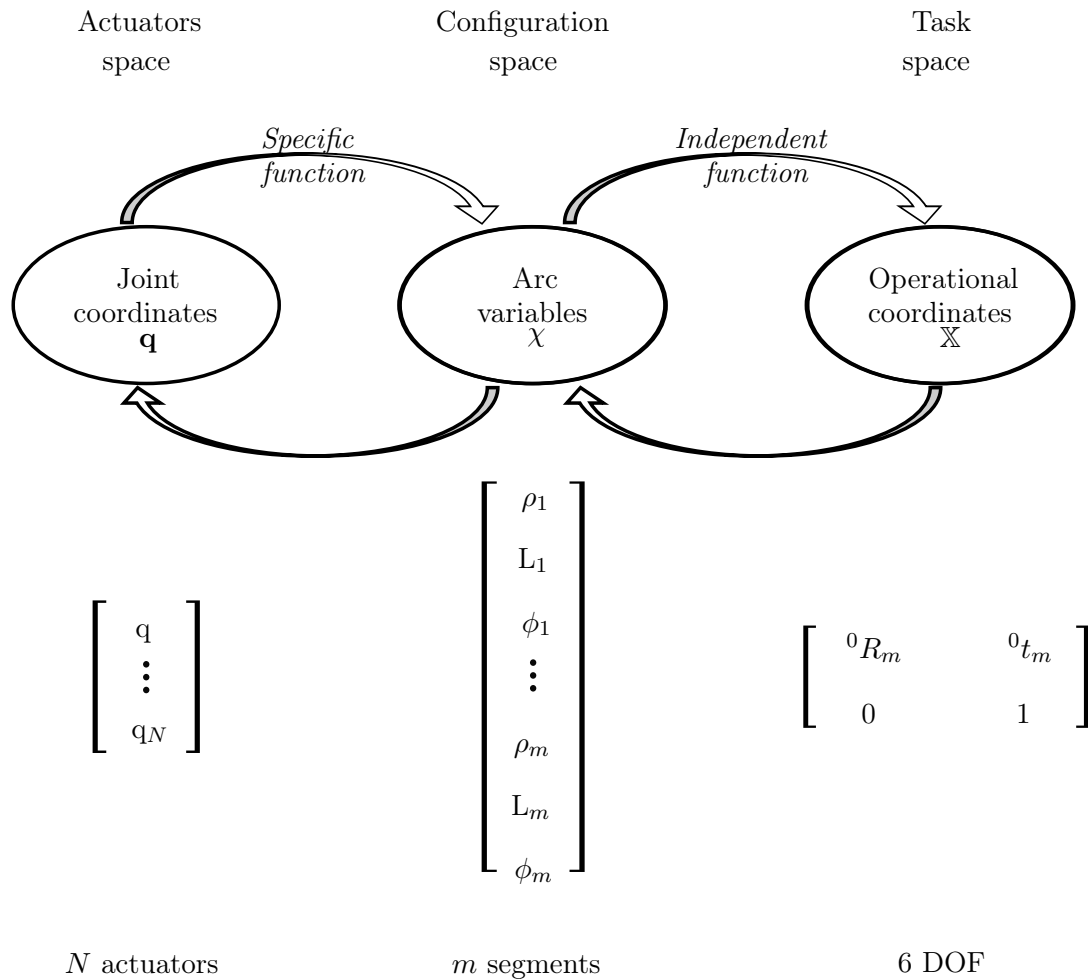 Actuators
space
Configuration
space
Task
space
Specific
function
Independent
function
Joint
coordinates
q
Arc
variables
χ
Operational
coordinates
𝕏
q
⋮
q_N
ρ_1
L_1
ϕ_1
⋮
ρ_m
L_m
ϕ_m
^0R_m ^0t_m
0 1
N actuators
m segments
6 DOF